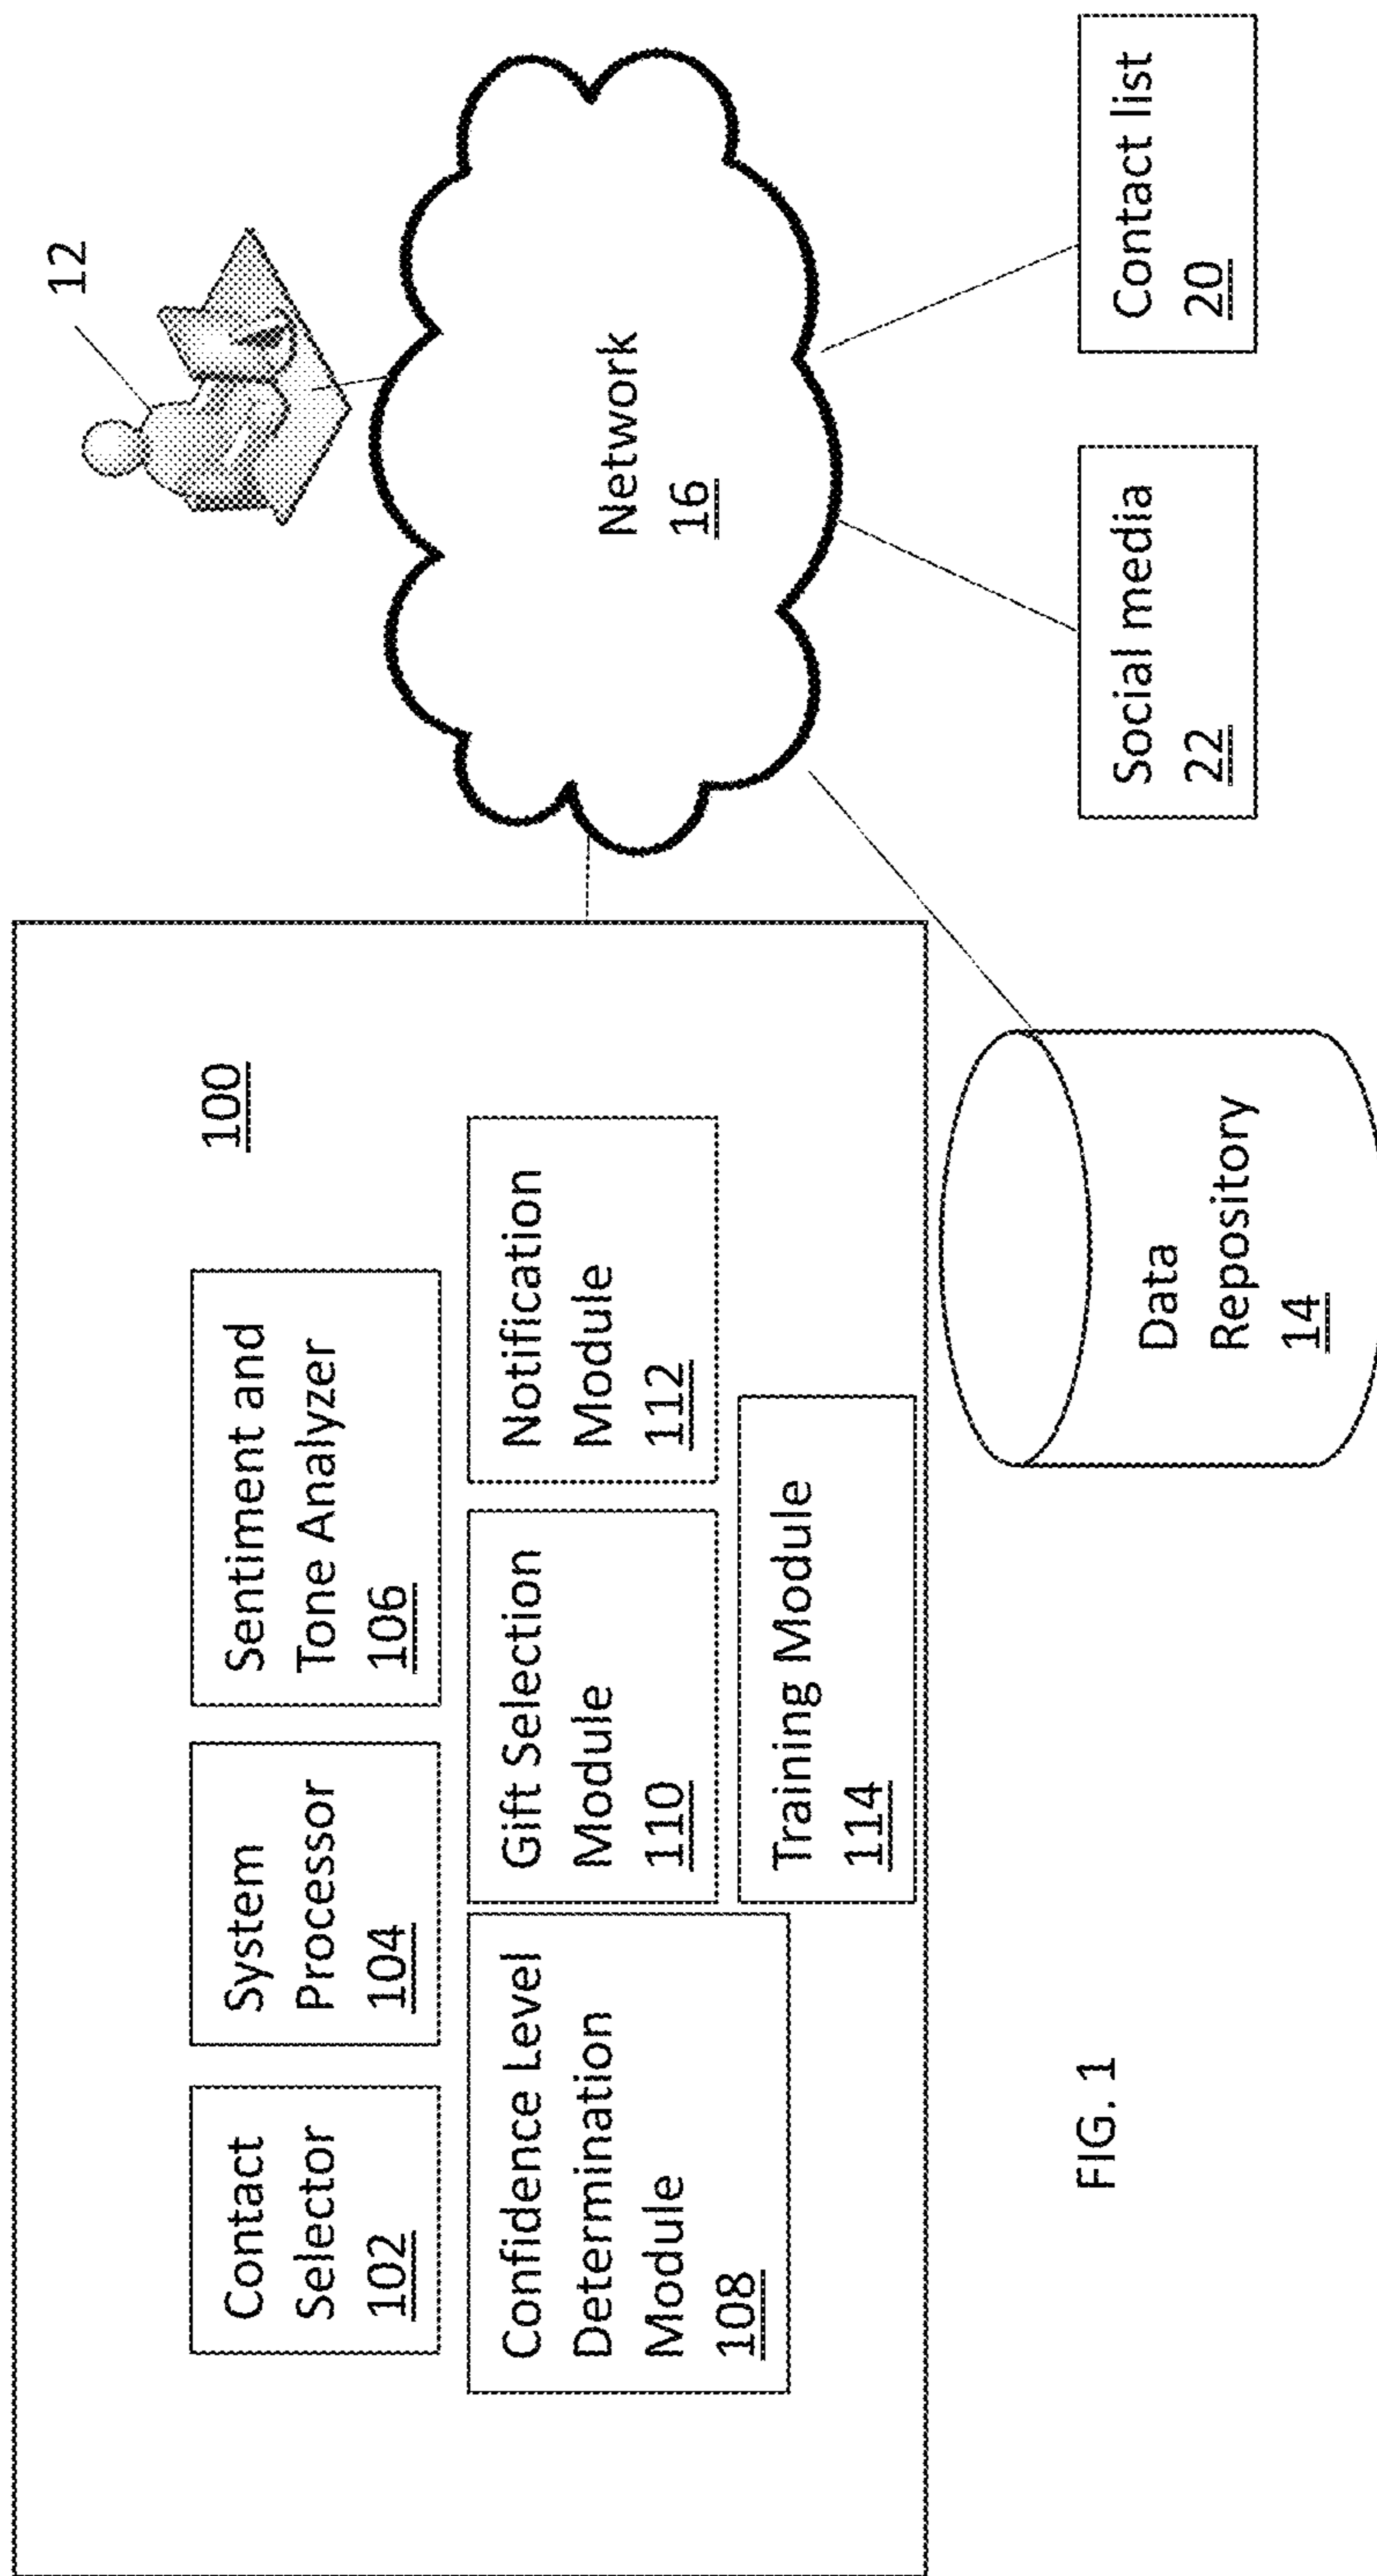 100
Contact
Selector
102
System
Processor
104
Sentiment and
Tone Analyzer
106
Confidence Level
Determination
Module
108
Gift Selection
Module
110
Notification
Module
112
Training Module
114
12
Network
16
Data
Repository
14
Social media
22
Contact list
20
FIG. 1